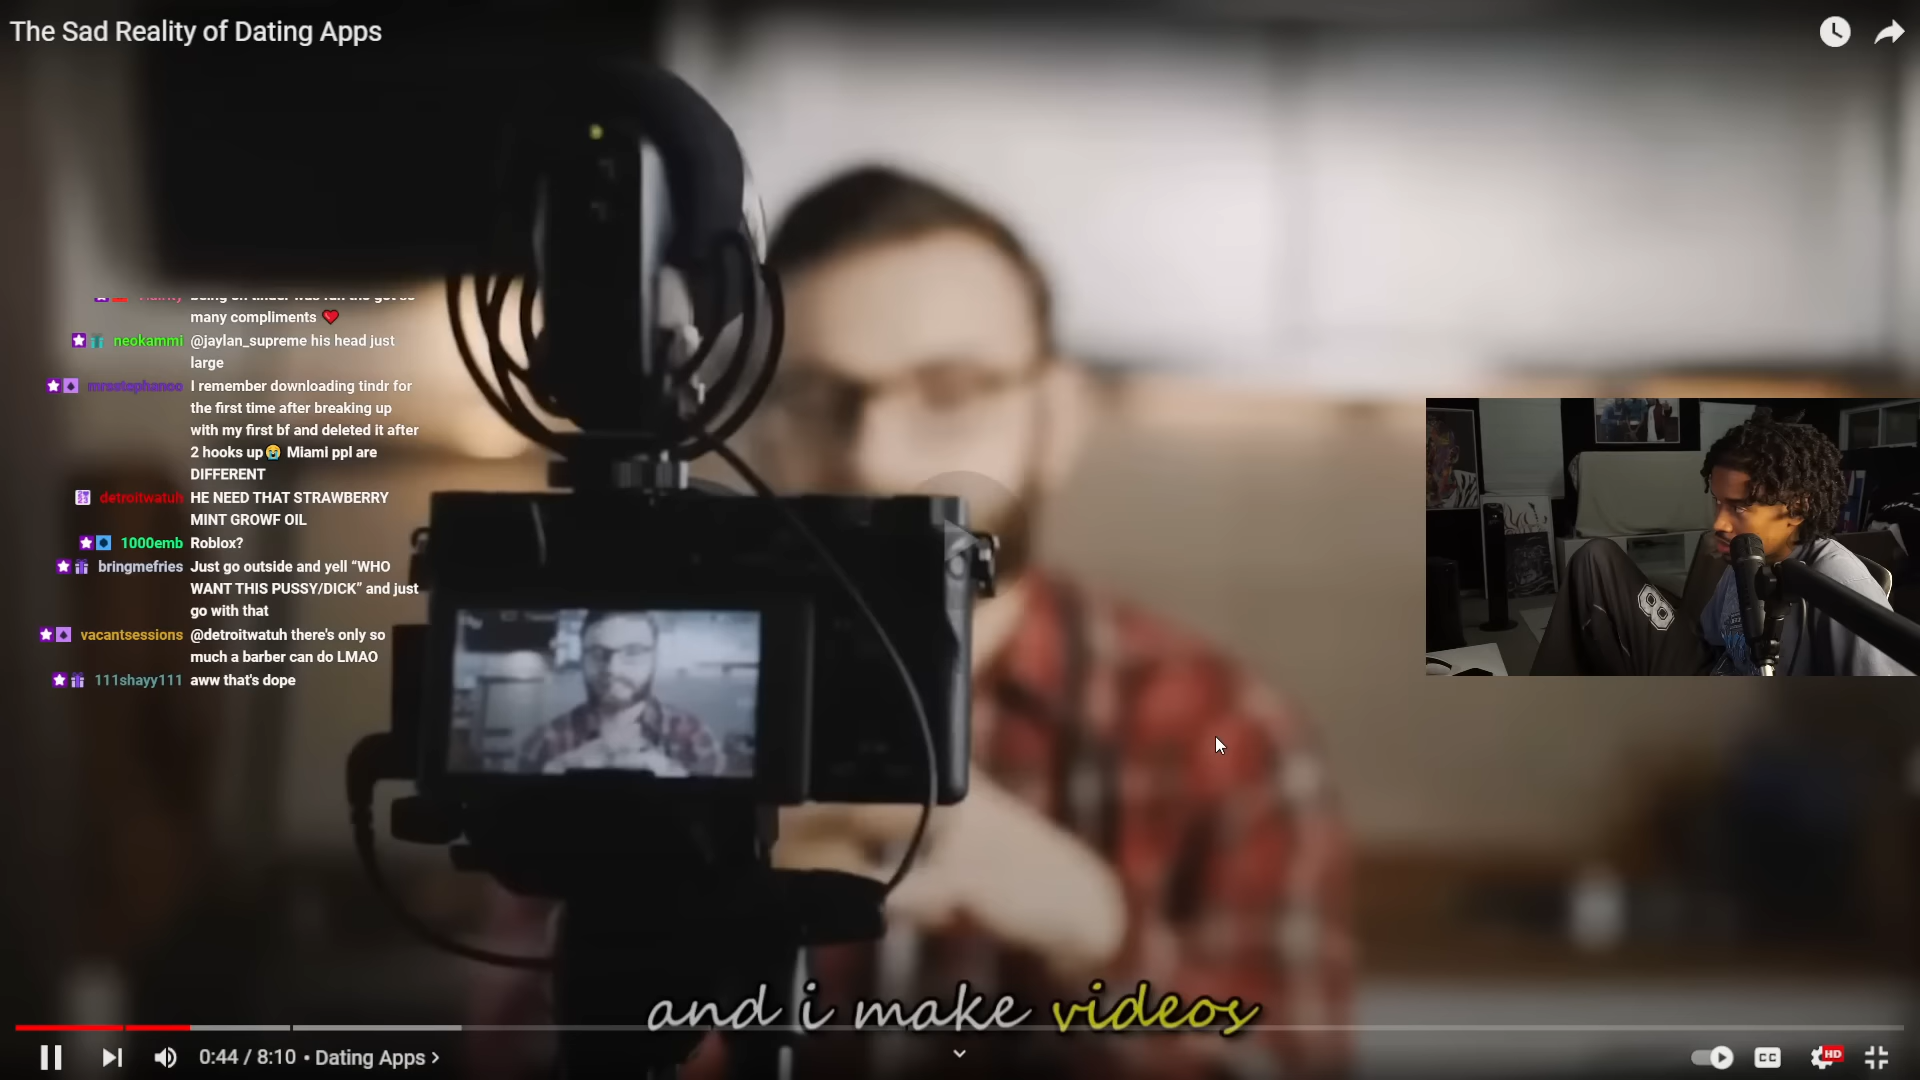 The Sad Reality of Dating Apps
many compliments ❤️
neokammi @jaylan_supreme his head just
large
mrsstephanoo I remember downloading tindr for
the first time after breaking up
with my first bf and deleted it after
2 hooks up😭 Miami ppl are
DIFFERENT
detroitwatuh HE NEED THAT STRAWBERRY
MINT GROWF OIL
1000emb Roblox?
bringmefries Just go outside and yell “WHO
WANT THIS PUSSY/DICK” and just
go with that
vacantsessions @detroitwatuh there's only so
much a barber can do LMAO
111shayy111 aww that's dope
and i make videos
0:44 / 8:10 • Dating Apps >
CC
HD